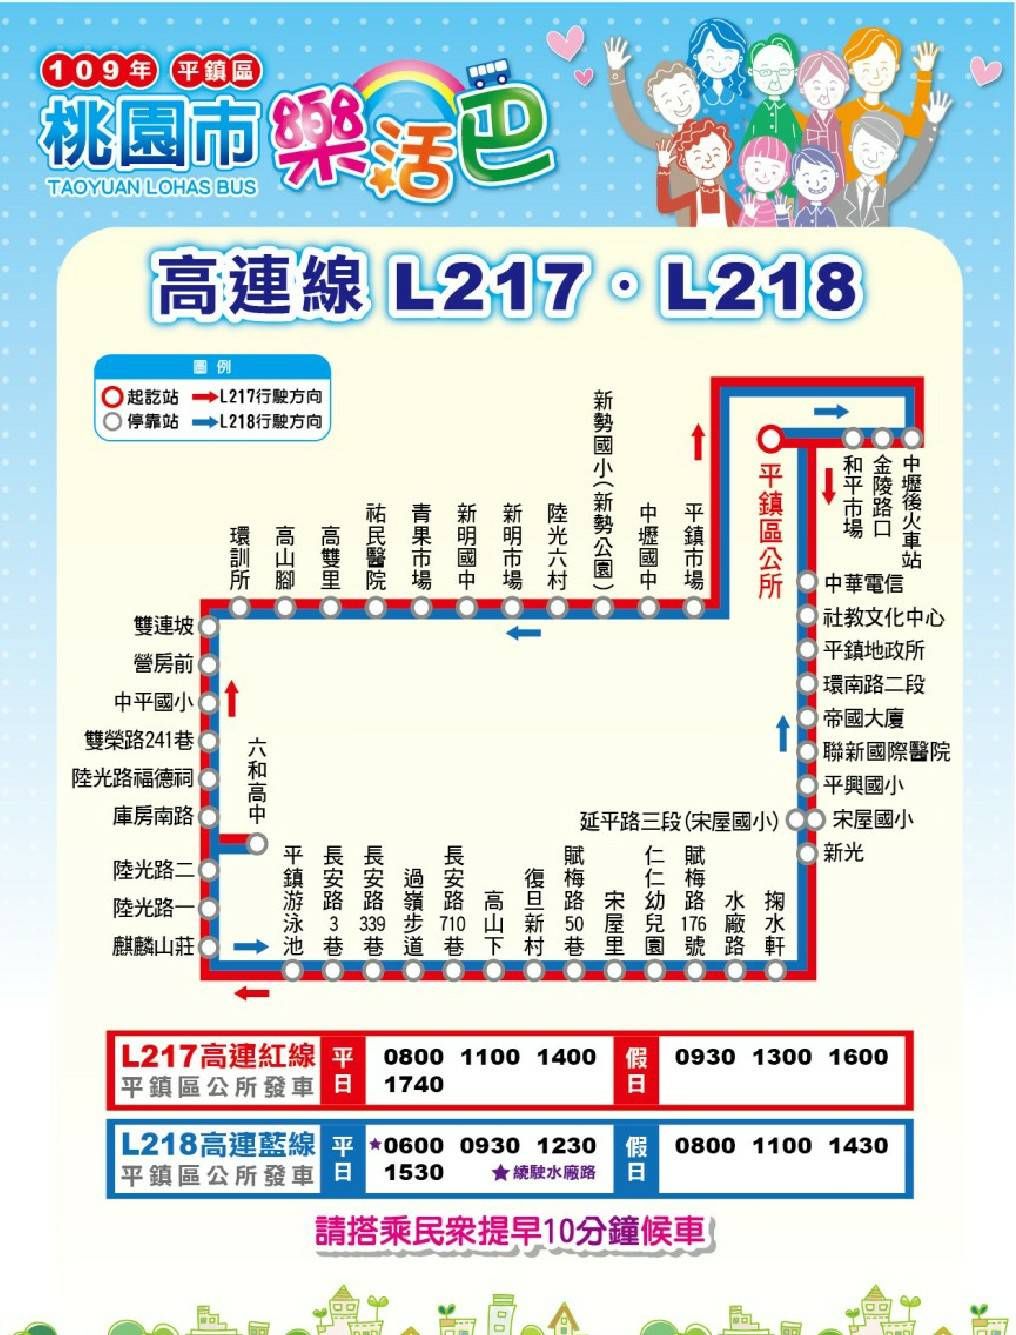 109年 平鎮區
桃園市 樂活巴
TAOYUAN LOHAS BUS
高連線 L217・L218
圖例
起訖站 L217行駛方向
停靠站 L218行駛方向
環訓所
高山腳
高雙里
祐民醫院
青果市場
新明國中
新明市場
陸光六村
新勢國小(新勢公園)
中壢國中
平鎮市場
平鎮區公所
和平市場
金陵路口
中壢後火車站
中華電信
社教文化中心
平鎮地政所
環南路二段
帝國大廈
聯新國際醫院
平興國小
延平路三段(宋屋國小)
宋屋國小
新光
雙連坡
營房前
中平國小
雙榮路241巷
陸光路福德祠
庫房南路
六和高中
陸光路二
陸光路一
麒麟山莊
平鎮游泳池
長安路3巷
長安路339巷
過嶺步道
長安路710巷
高山下
復旦新村
賦梅路50巷
宋屋里
仁仁幼兒園
賦梅路176號
水廠路
掬水軒
L217高連紅線 平日 0800 1100 1400 假日 0930 1300 1600
平鎮區公所發車 1740
L218高連藍線 平日 ★0600 0930 1230 假日 0800 1100 1430
平鎮區公所發車 1530 ★繞駛水廠路
請搭乘民眾提早10分鐘候車